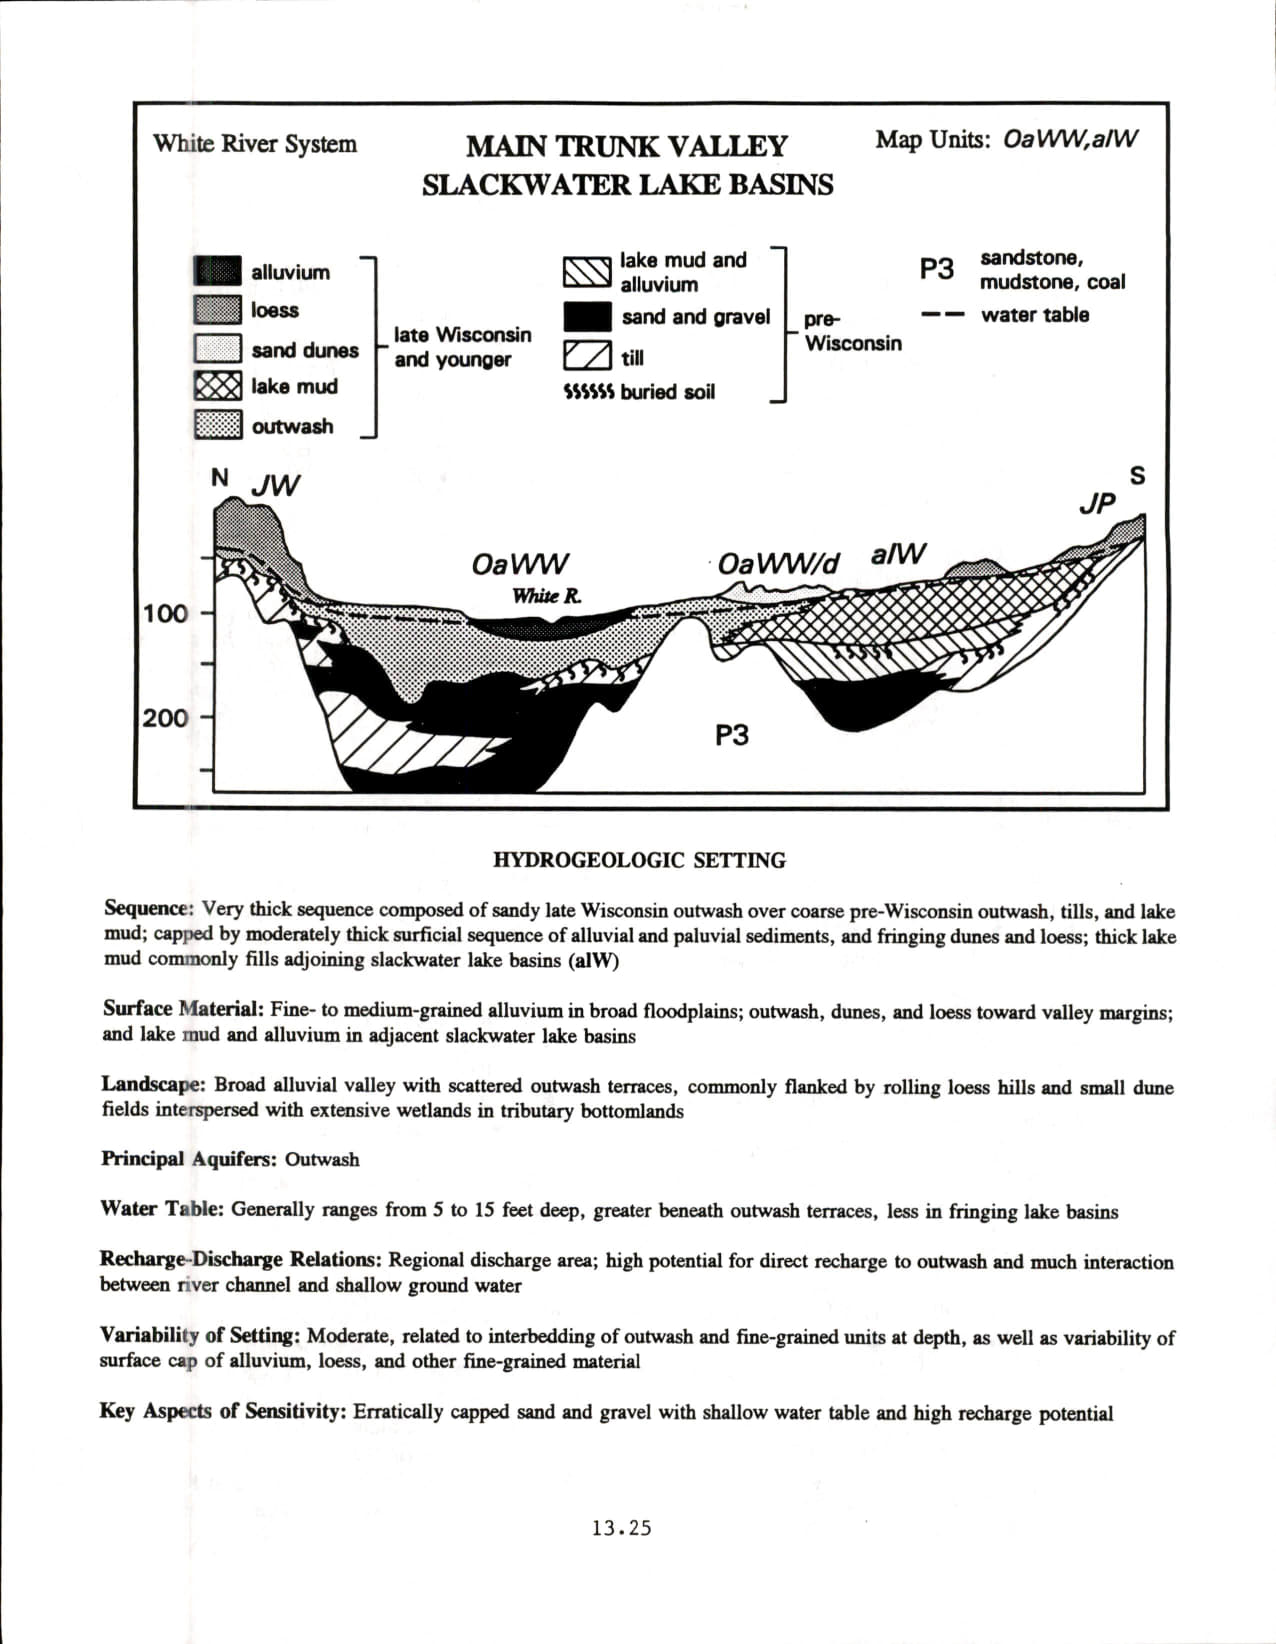 White River System
MAIN TRUNK VALLEY
SLACKWATER LAKE BASINS
Map Units: OaWW,alW
alluvium
loess
sand dunes
lake mud
outwash
late Wisconsin
and younger
lake mud and
alluvium
sand and gravel
till
buried soil
pre-
Wisconsin
P3
sandstone,
mudstone, coal
water table
N
JW
OaWW
White R.
OaWW/d
alW
S
JP
100
200
P3
HYDROGEOLOGIC SETTING
Sequence: Very thick sequence composed of sandy late Wisconsin outwash over coarse pre-Wisconsin outwash, tills, and lake
mud; capped by moderately thick surficial sequence of alluvial and paluvial sediments, and fringing dunes and loess; thick lake
mud commonly fills adjoining slackwater lake basins (alW)
Surface Material: Fine- to medium-grained alluvium in broad floodplains; outwash, dunes, and loess toward valley margins;
and lake mud and alluvium in adjacent slackwater lake basins
Landscape: Broad alluvial valley with scattered outwash terraces, commonly flanked by rolling loess hills and small dune
fields interspersed with extensive wetlands in tributary bottomlands
Principal Aquifers: Outwash
Water Table: Generally ranges from 5 to 15 feet deep, greater beneath outwash terraces, less in fringing lake basins
Recharge-Discharge Relations: Regional discharge area; high potential for direct recharge to outwash and much interaction
between river channel and shallow ground water
Variability of Setting: Moderate, related to interbedding of outwash and fine-grained units at depth, as well as variability of
surface cap of alluvium, loess, and other fine-grained material
Key Aspects of Sensitivity: Erratically capped sand and gravel with shallow water table and high recharge potential
13.25